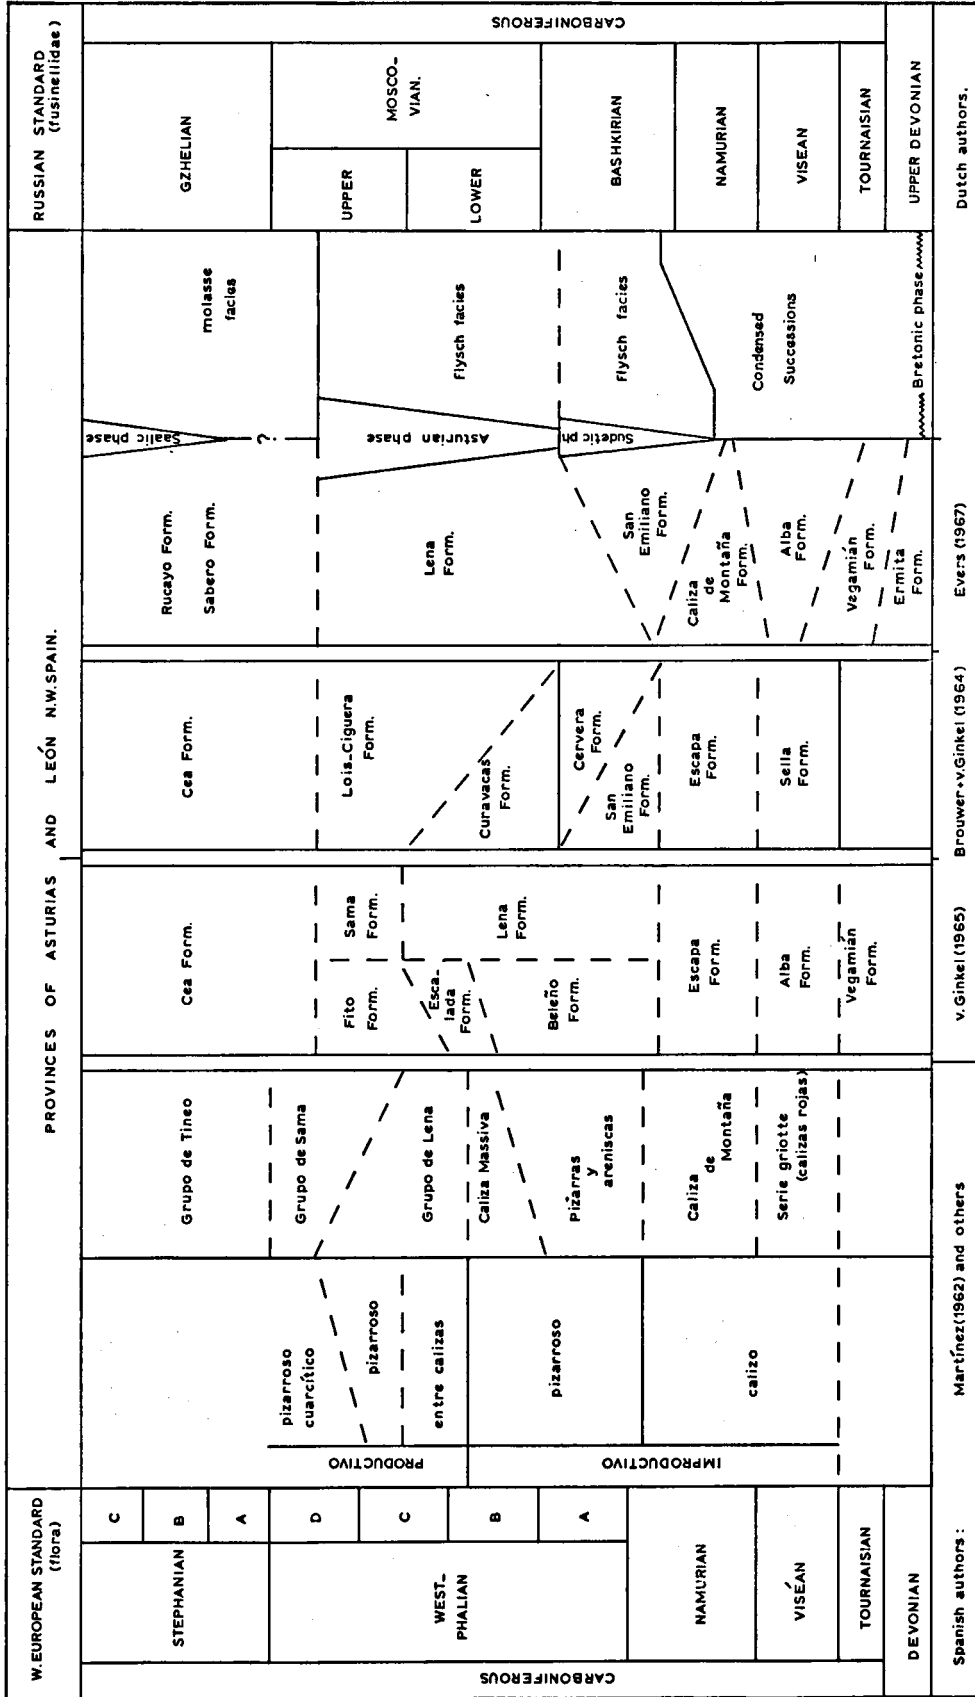 W. EUROPEAN STANDARD
(flora)
PROVINCES OF ASTURIAS AND LEÓN N.W. SPAIN.
RUSSIAN STANDARD
(fusinellidae)
CARBONIFEROUS
STEPHANIAN
C
B
A
WEST_
PHALIAN
D
C
B
A
NAMURIAN
VISÉAN
TOURNAISIAN
DEVONIAN
PRODUCTIVO
IMPRODUCTIVO
pizarroso
cuarcítico
pizarroso
entre calizas
pizarroso
calizo
Grupo de Tineo
Grupo de Sama
Grupo de Lena
Caliza Massiva
Pizarras
y
areniscas
Caliza
de
Montaña
Serie griotte
(calizas rojas)
Cea Form.
Fito
Form.
Sama
Form.
Esca_
lada
Form.
Lena
Form.
Beleño
Form.
Escapa
Form.
Alba
Form.
Vegamián
Form.
Cea Form.
Lois_Ciguera
Form.
Curavacas
Form.
Cervera
Form.
San
Emiliano
Form.
Escapa
Form.
Sella
Form.
Rucayo Form.
Sabero Form.
Lena
Form.
San
Emiliano
Form.
Caliza
de
Montaña
Form.
Alba
Form.
Vegamián
Form.
Ermita
Form.
Saalic phase
?
Asturian phase
Sudetic ph.
molasse
facies
Flysch facies
Flysch facies
Condensed
Successions
Bretonic phase
GZHELIAN
UPPER
LOWER
MOSCO_
VIAN.
BASHKIRIAN
NAMURIAN
VISEAN
TOURNAISIAN
UPPER DEVONIAN
CARBONIFEROUS
Spanish authors :
Martínez (1962) and others
v. Ginkel (1965)
Brouwer+v.Ginkel (1964)
Evers (1967)
Dutch authors.